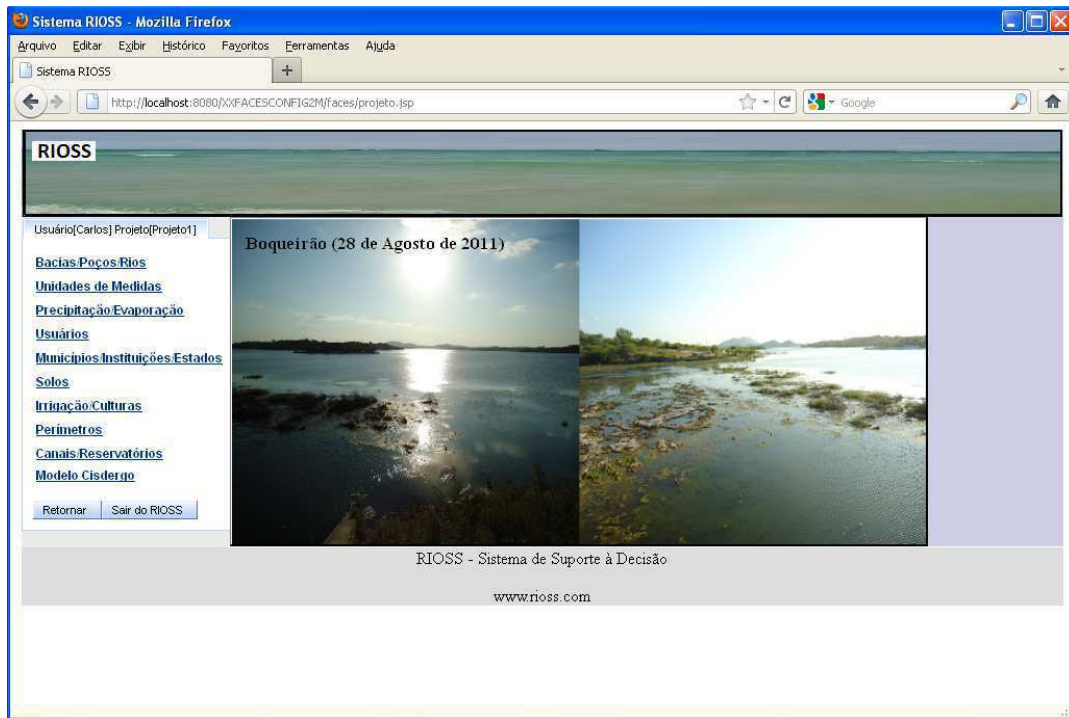 Sistema RIOSS - Mozilla Firefox
Arquivo Editar Exibir Histórico Favoritos Ferramentas Ajuda
Sistema RIOSS
http://localhost:8080/XXFACESCONFIG2M/faces/projeto.jsp
Google
RIOSS
Usuário[Carlos] Projeto[Projeto1]
Boqueirão (28 de Agosto de 2011)
Bacias/Poços/Rios
Unidades de Medidas
Precipitação/Evaporação
Usuários
Municípios/Instituições/Estados
Solos
Irrigação/Culturas
Perímetros
Canais/Reservatórios
Modelo Cisdergo
Retornar Sair do RIOSS
RIOSS - Sistema de Suporte à Decisão
www.rioss.com